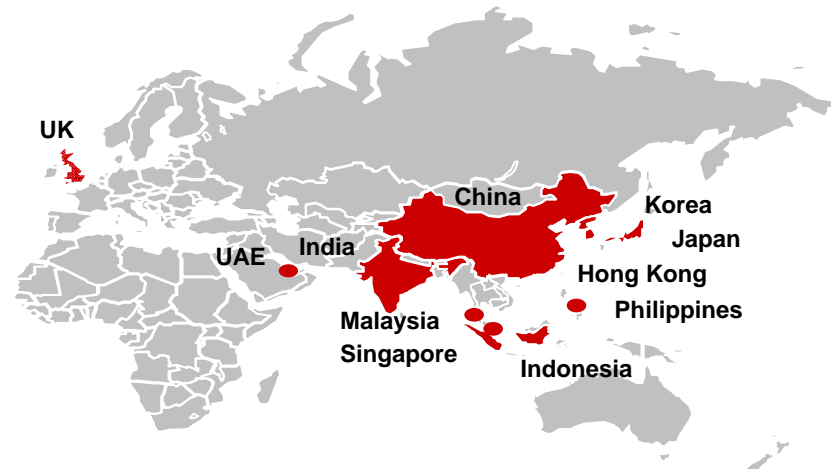 UK
China
Korea
Japan
UAE
India
Hong Kong
Philippines
Malaysia
Singapore
Indonesia